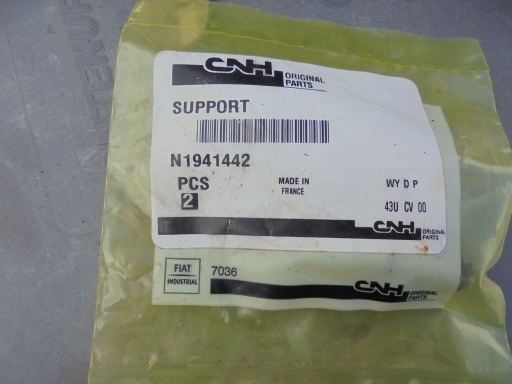 CNH ORIGINAL PARTS
SUPPORT
N1941442
PCS MADE IN FRANCE WY D P
2 43U CV 00
CNH ORIGINAL PARTS
FIAT INDUSTRIAL 7036
CNH ORIGINAL PARTS